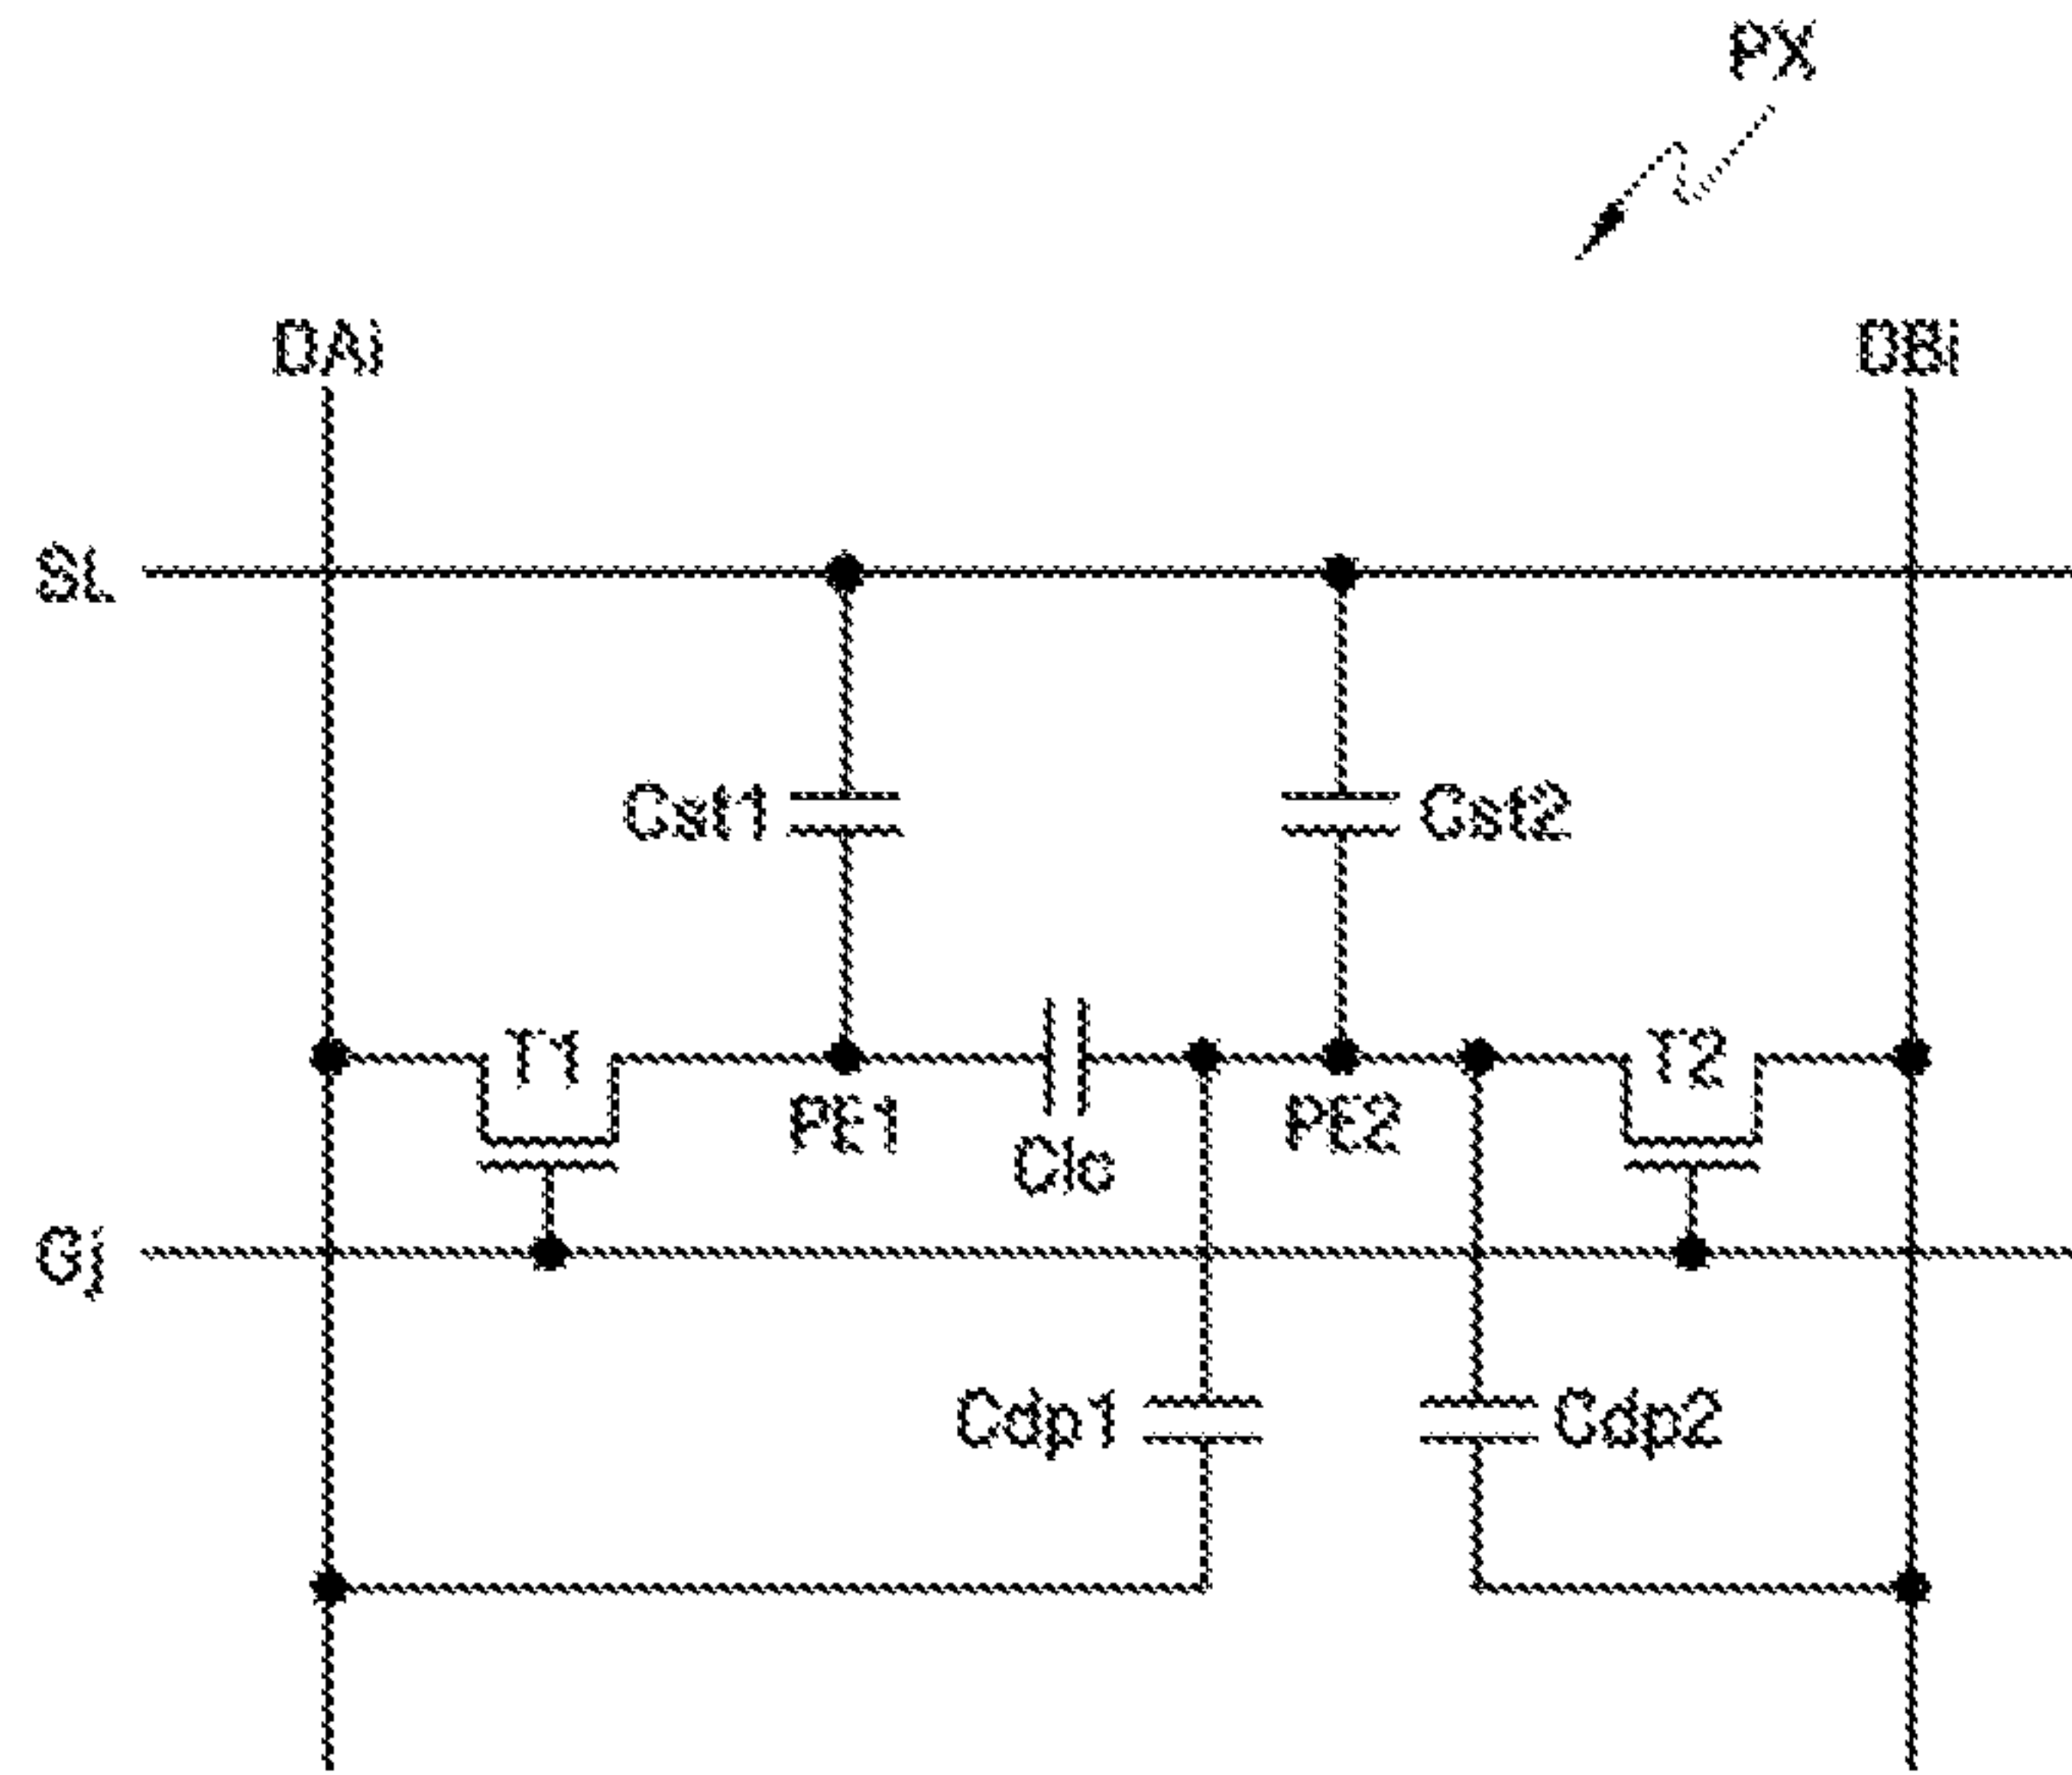 PX
DAi
DBi
SL
Cst1
Cst2
T1
T2
PE1
PE2
Clc
Gj
Cdp1
Cdp2